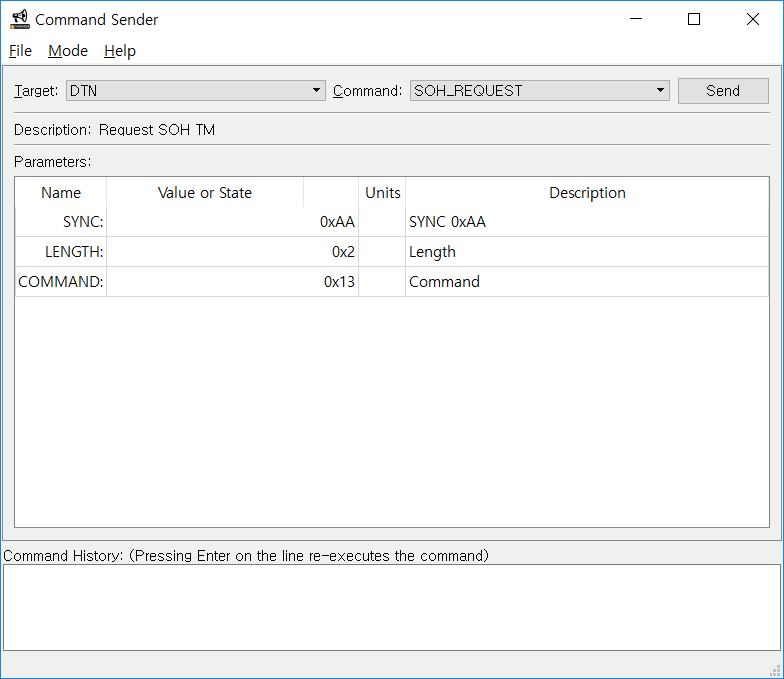 Command Sender
File Mode Help
Target: DTN Command: SOH_REQUEST Send
Description: Request SOH TM
Parameters:
Name Value or State Units Description
SYNC: 0xAA SYNC 0xAA
LENGTH: 0x2 Length
COMMAND: 0x13 Command
Command History: (Pressing Enter on the line re-executes the command)